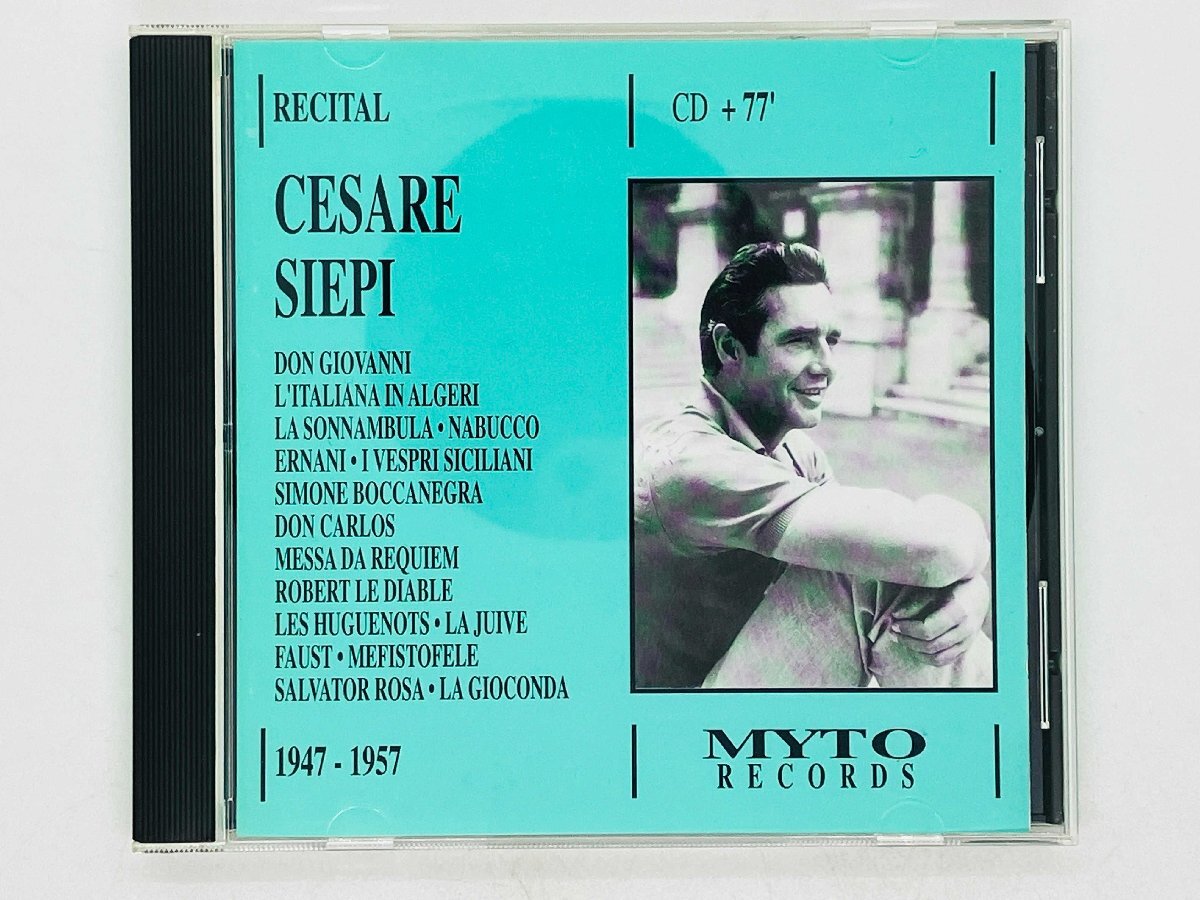 RECITAL
CD + 77'
CESARE
SIEPI
DON GIOVANNI
L'ITALIANA IN ALGERI
LA SONNAMBULA • NABUCCO
ERNANI • I VESPRI SICILIANI
SIMONE BOCCANEGRA
DON CARLOS
MESSA DA REQUIEM
ROBERT LE DIABLE
LES HUGUENOTS • LA JUIVE
FAUST • MEFISTOFELE
SALVATOR ROSA • LA GIOCONDA
1947 - 1957
MYTO
RECORDS